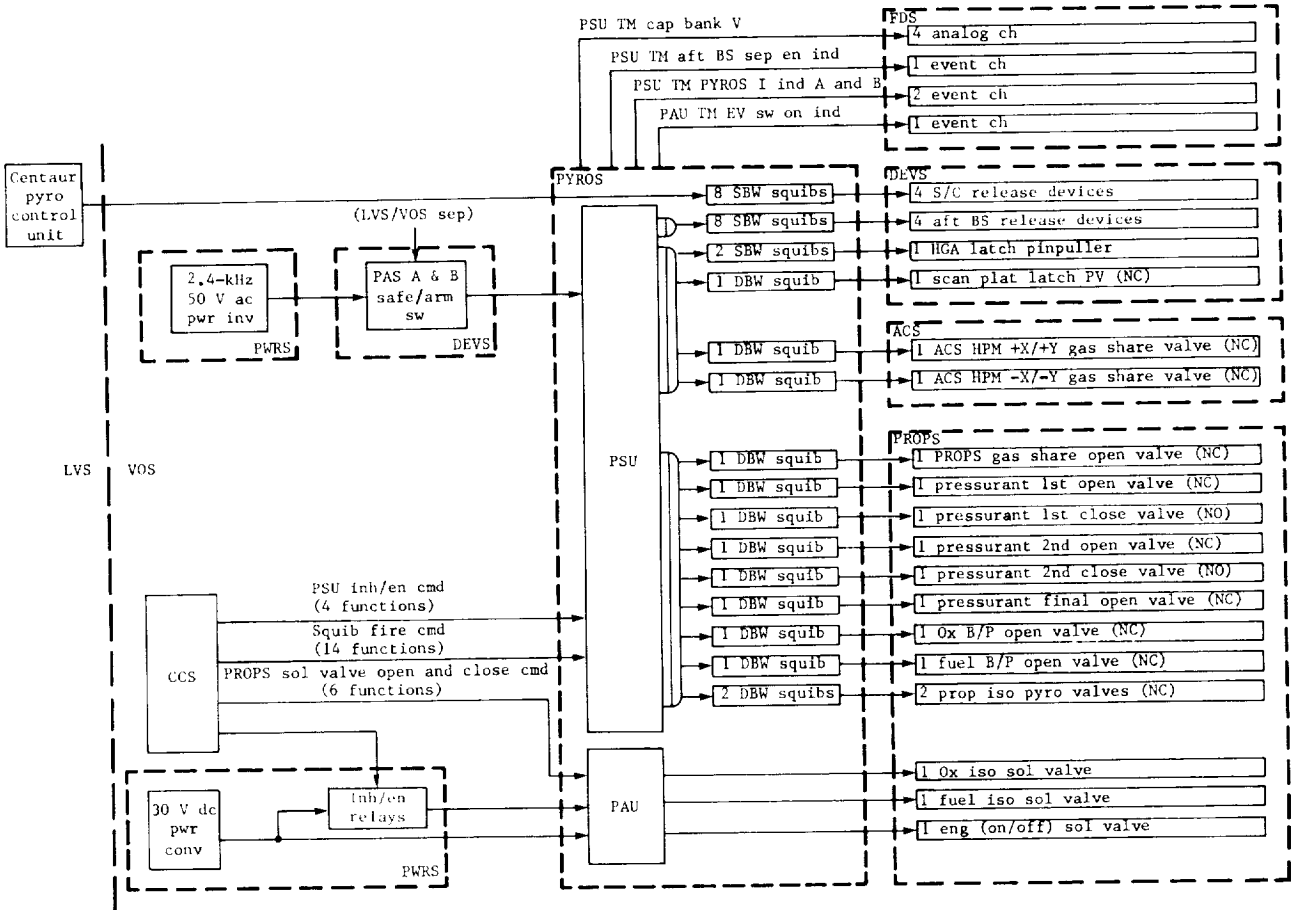 FDS
PSU TM cap bank V
4 analog ch
PSU TM aft BS sep en ind
1 event ch
PSU TM PYROS I ind A and B
2 event ch
PAU TM EV sw on ind
1 event ch
Centaur
pyro
control
unit
PYROS
DEVS
8 SBW squibs
4 S/C release devices
(LVS/VOS sep)
8 SBW squibs
4 aft BS release devices
2 SBW squibs
1 HGA latch pinpuller
1 DBW squib
1 scan plat latch PV (NC)
2.4-kHz
50 V ac
pwr inv
PWRS
PAS A & B
safe/arm
sw
DEVS
ACS
1 DBW squib
1 ACS HPM +X/+Y gas share valve (NC)
1 DBW squib
1 ACS HPM -X/-Y gas share valve (NC)
PROPS
LVS
VOS
PSU
1 DBW squib
1 PROPS gas share open valve (NC)
1 DBW squib
1 pressurant 1st open valve (NC)
1 DBW squib
1 pressurant 1st close valve (NO)
1 DBW squib
1 pressurant 2nd open valve (NC)
1 DBW squib
1 pressurant 2nd close valve (NO)
1 DBW squib
1 pressurant final open valve (NC)
1 DBW squib
1 Ox B/P open valve (NC)
1 DBW squib
1 fuel B/P open valve (NC)
2 DBW squibs
2 prop iso pyro valves (NC)
PSU inh/en cmd
(4 functions)
Squib fire cmd
(14 functions)
PROPS sol valve open and close cmd
(6 functions)
CCS
30 V dc
pwr
conv
Inh/en
relays
PWRS
PAU
1 Ox iso sol valve
1 fuel iso sol valve
1 eng (on/off) sol valve